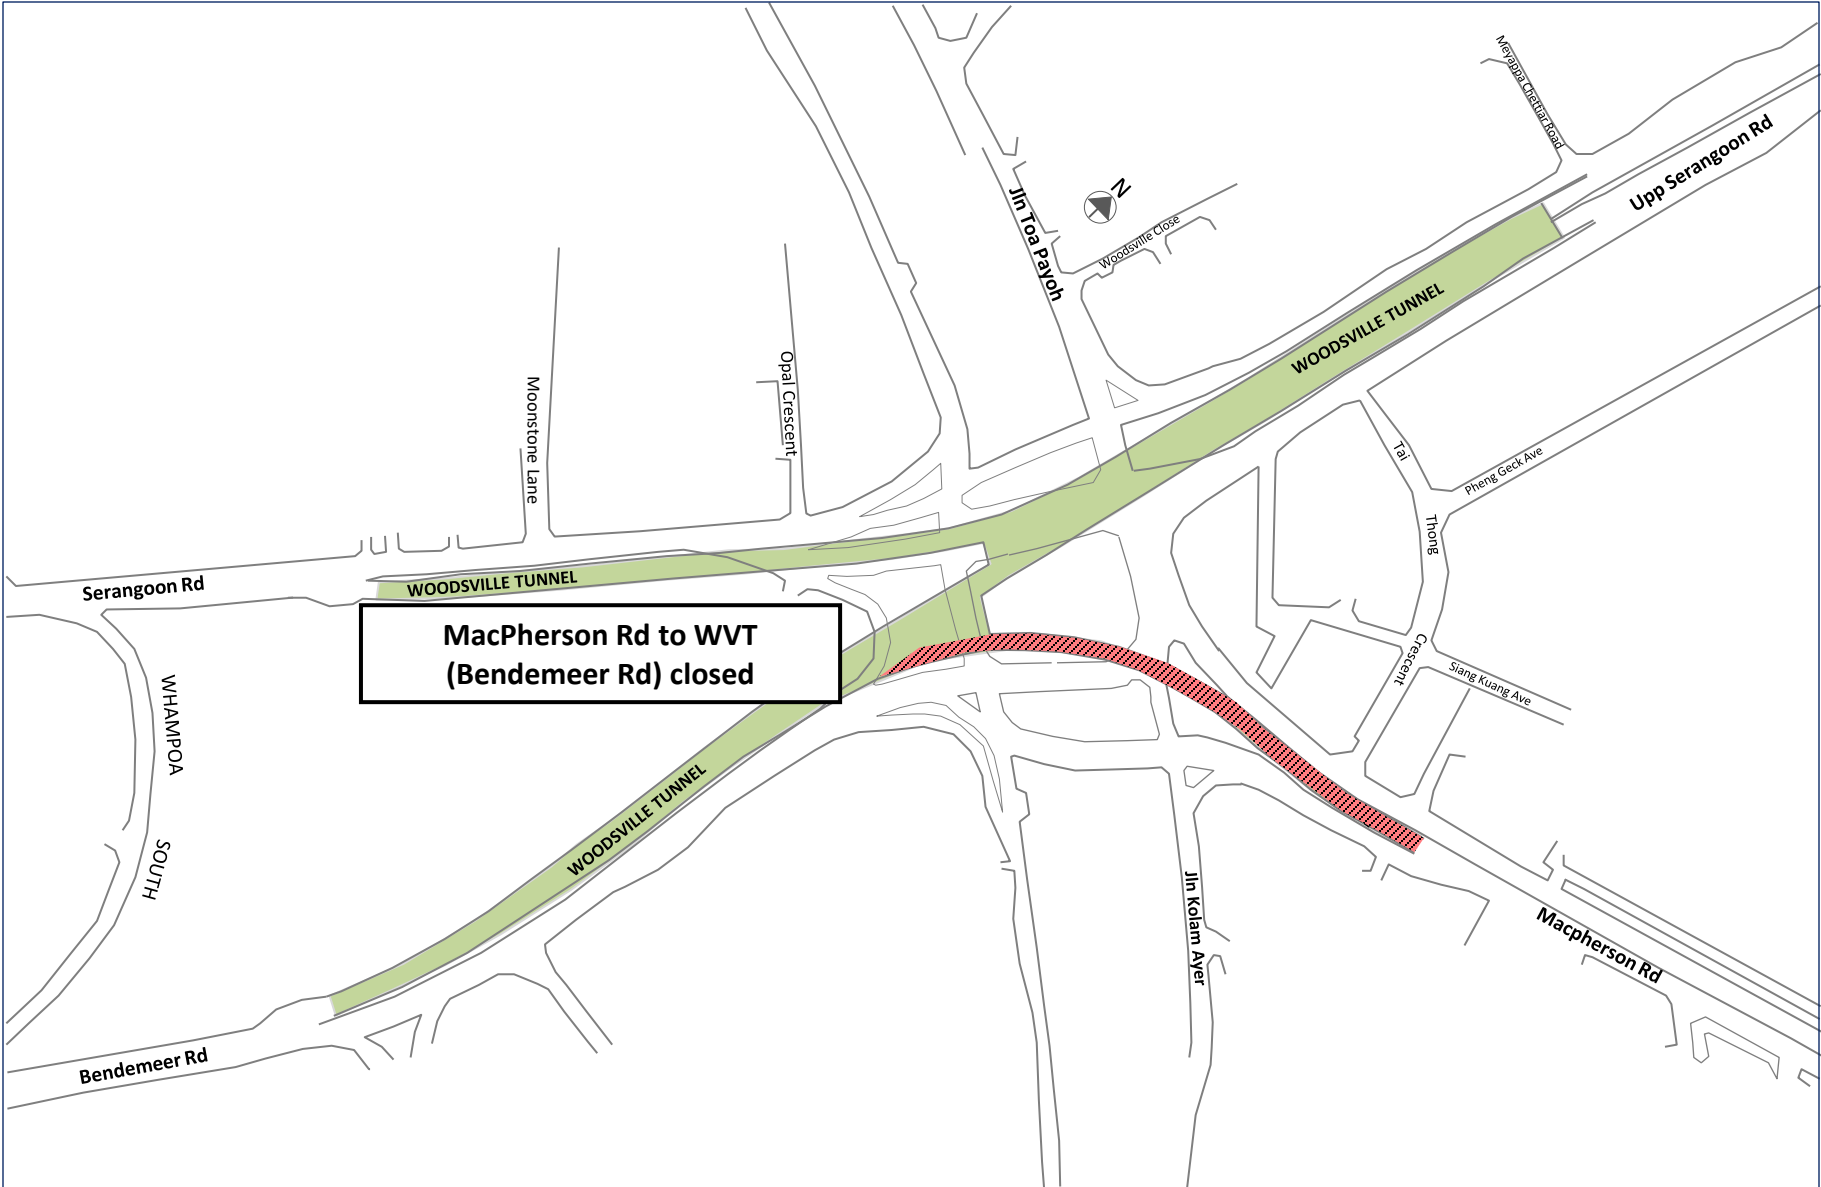 Meyappa Chettiar Road
Upp Serangoon Rd
N
Jln Toa Payoh
Woodsville Close
WOODSVILLE TUNNEL
Opal Crescent
Moonstone Lane
Tai
Thong
Crescent
Pheng Geck Ave
Serangoon Rd
WOODSVILLE TUNNEL
MacPherson Rd to WVT
(Bendemeer Rd) closed
Siang Kuang Ave
WHAMPOA
SOUTH
WOODSVILLE TUNNEL
Jln Kolam Ayer
Macpherson Rd
Bendemeer Rd